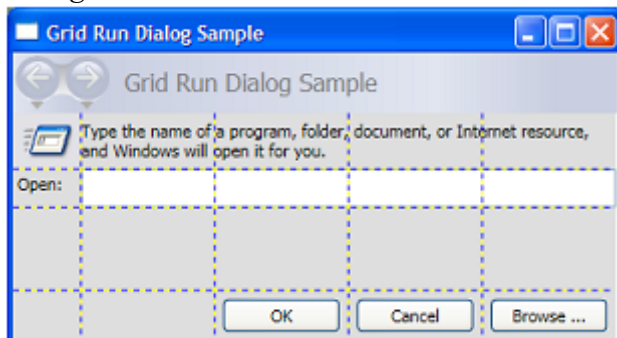 Grid Run Dialog Sample
Grid Run Dialog Sample
Type the name of a program, folder, document, or Internet resource,
and Windows will open it for you.
Open:
OK Cancel Browse ...